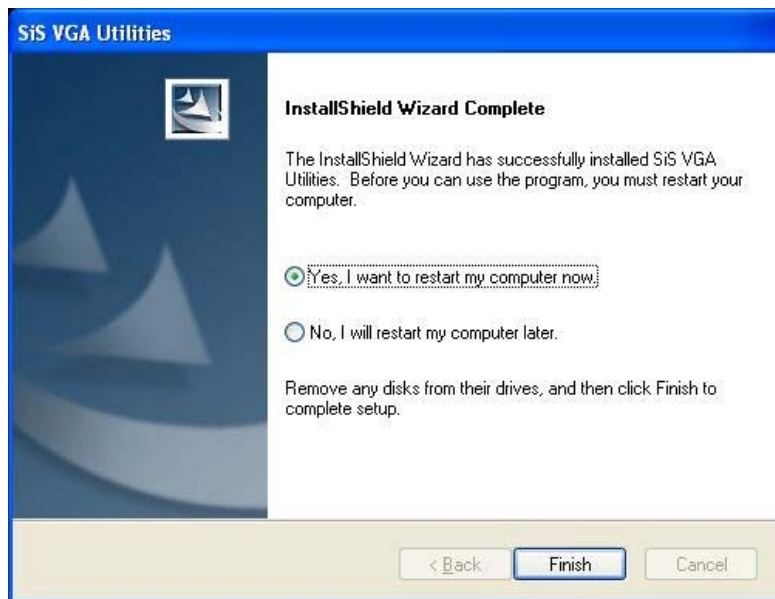 SiS VGA Utilities
InstallShield Wizard Complete
The InstallShield Wizard has successfully installed SiS VGA
Utilities.  Before you can use the program, you must restart your
computer.
Yes, I want to restart my computer now.
No, I will restart my computer later.
Remove any disks from their drives, and then click Finish to
complete setup.
< Back
Finish
Cancel